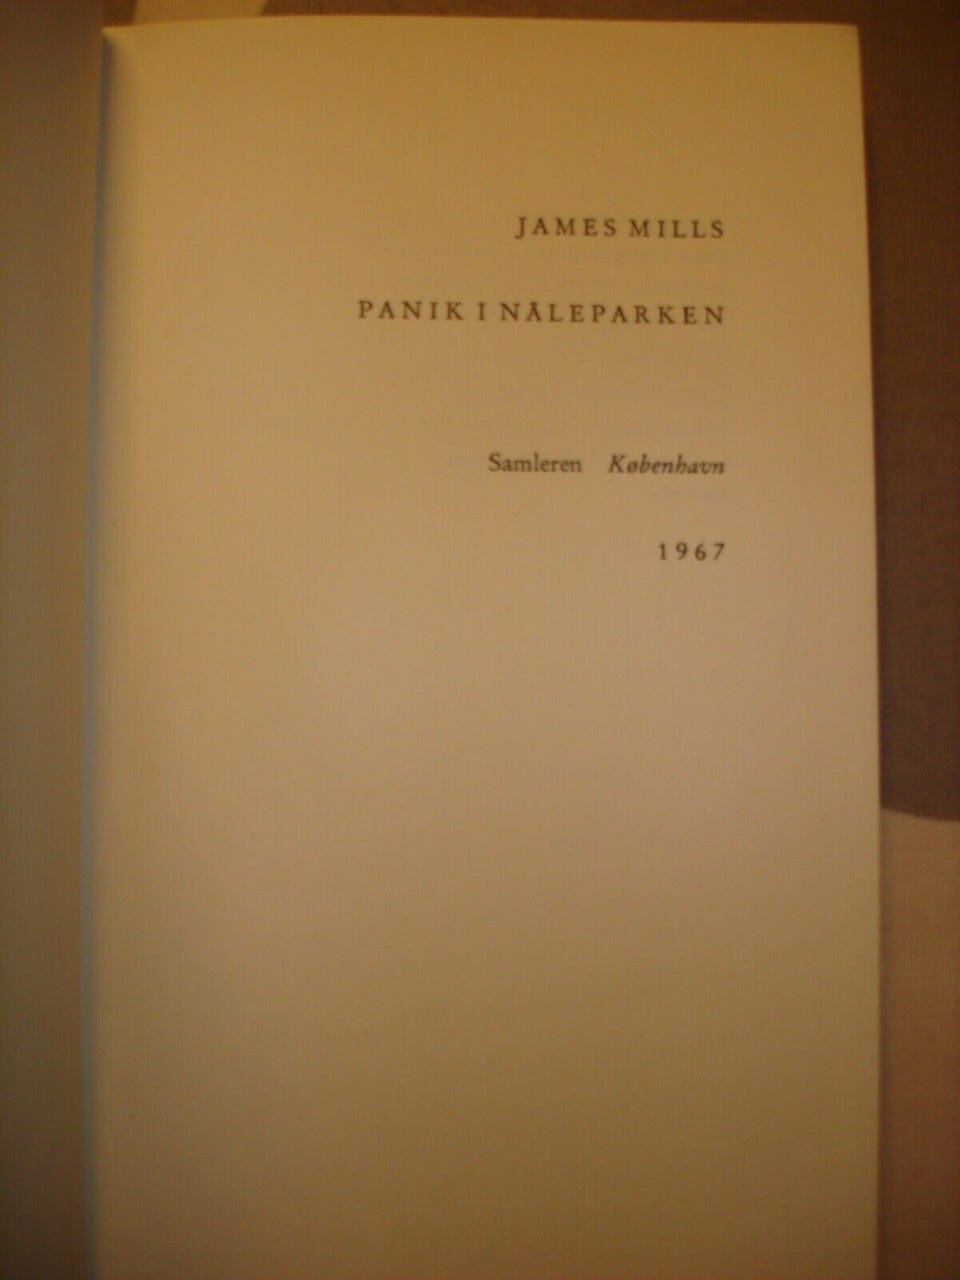 JAMES MILLS
PANIK I NÅLEPARKEN
Samleren København
1967